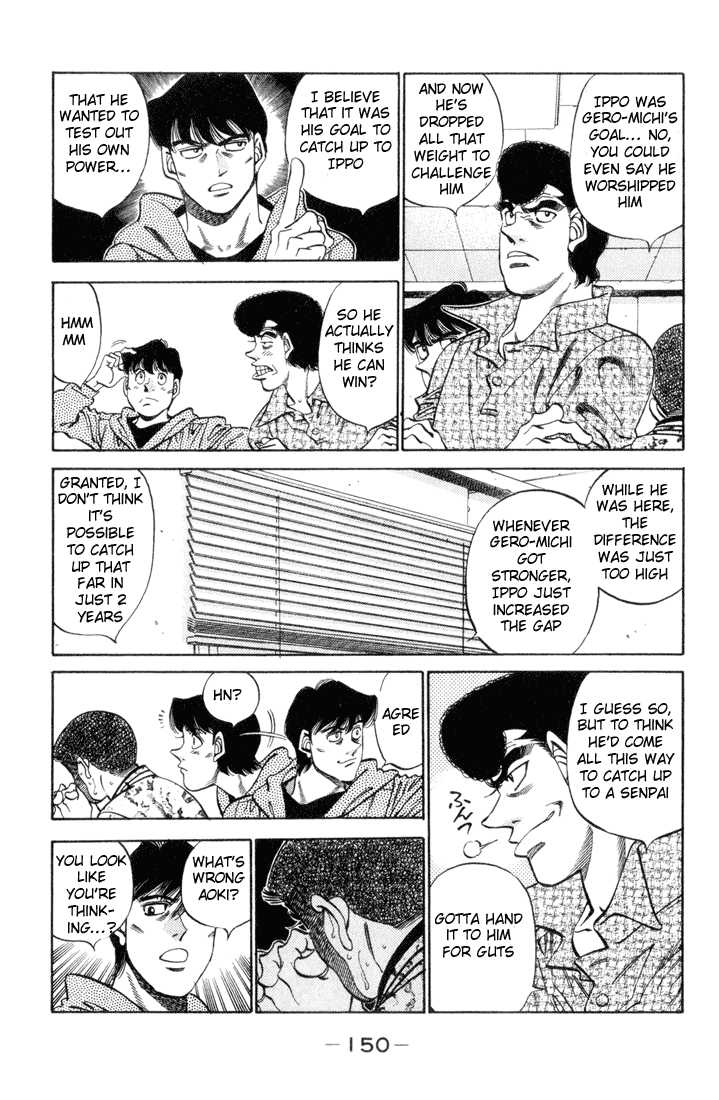 IPPO WAS
GERO-MICHI'S
GOAL... NO,
YOU COULD
EVEN SAY HE
WORSHIPPED
HIM
AND NOW
HE'S
DROPPED
ALL THAT
WEIGHT TO
CHALLENGE
HIM
I BELIEVE
THAT IT WAS
HIS GOAL TO
CATCH UP TO
IPPO
THAT HE
WANTED TO
TEST OUT
HIS OWN
POWER...
SO HE
ACTUALLY
THINKS
HE CAN
WIN?
HMM
MM
WHILE HE
WAS HERE,
THE
DIFFERENCE
WAS JUST
TOO HIGH
WHENEVER
GERO-MICHI
GOT
STRONGER,
IPPO JUST
INCREASED
THE GAP
GRANTED, I
DON'T THINK
IT'S
POSSIBLE
TO CATCH
UP THAT
FAR IN
JUST 2
YEARS
I GUESS SO,
BUT TO THINK
HE'D COME
ALL THIS WAY
TO CATCH UP
TO A SENPAI
ふんっ
GOTTA HAND
IT TO HIM
FOR GUTS
AGRE
ED
HN?
WHAT'S
WRONG
AOKI?
YOU LOOK
LIKE
YOU'RE
THINK-
ING...?
— 150 —